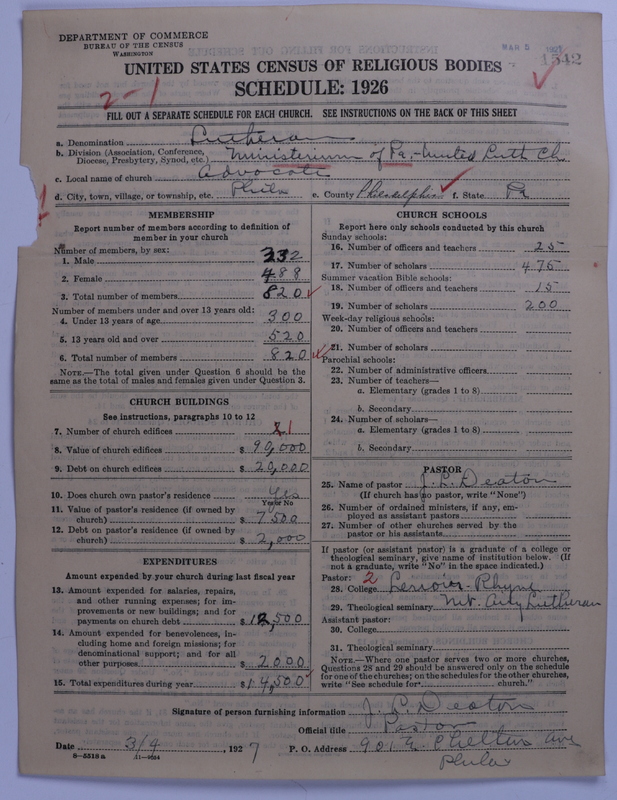 DEPARTMENT OF COMMERCE
BUREAU OF THE CENSUS
WASHINGTON
MAR 1927
1542
UNITED STATES CENSUS OF RELIGIOUS BODIES
SCHEDULE: 1926
2-1
FILL OUT A SEPARATE SCHEDULE FOR EACH CHURCH. SEE INSTRUCTIONS ON THE BACK OF THIS SHEET
a. Denomination Lutheran
b. Division (Association, Conference, Diocese, Presbytery, Synod, etc.) Ministerium of Pa.-United Luth Ch.
c. Local name of church Advocate
d. City, town, village, or township, etc. Phila e. County Philadelphia f. State Pa
MEMBERSHIP
Report number of members according to definition of
member in your church
Number of members, by sex:
1. Male 332
2. Female 488
3. Total number of members 820
Number of members under and over 13 years old:
4. Under 13 years of age 300
5. 13 years old and over 520
6. Total number of members 820
NOTE.—The total given under Question 6 should be
same as the total of males and females given under Question 3.
CHURCH BUILDINGS
See instructions, paragraphs 10 to 12
7. Number of church edifices 1
8. Value of church edifices $ 90,000
9. Debt on church edifices $ 20,000
10. Does church own pastor's residence Yes
Yes or No
11. Value of pastor's residence (if owned by
church) $ 7500
12. Debt on pastor's residence (if owned by
church) $ 2,000
EXPENDITURES
Amount expended by your church during last fiscal year
13. Amount expended for salaries, repairs,
and other running expenses; for im-
provements or new buildings; and for
payments on church debt $ 12,500
14. Amount expended for benevolences, in-
cluding home and foreign missions; for
denominational support; and for all
other purposes $ 2000
15. Total expenditures during year $ 14,500
CHURCH SCHOOLS
Report here only schools conducted by this church
Sunday schools:
16. Number of officers and teachers 25
17. Number of scholars 475
Summer vacation Bible schools:
18. Number of officers and teachers 15
19. Number of scholars 200
Week-day religious schools:
20. Number of officers and teachers
21. Number of scholars
Parochial schools:
22. Number of administrative officers
23. Number of teachers—
a. Elementary (grades 1 to 8)
b. Secondary
24. Number of scholars—
a. Elementary (grades 1 to 8)
b. Secondary
PASTOR
25. Name of pastor J. L. Deaton
(If church has no pastor, write "None")
26. Number of ordained ministers, if any, em-
ployed as assistant pastors
27. Number of other churches served by the
pastor or his assistants
If pastor (or assistant pastor) is a graduate of a college or
theological seminary, give name of institution below. (If
not a graduate, write "No" in the space indicated.)
Pastor: 2
28. College Lenoir-Rhyne
29. Theological seminary Mt. Airy Lutheran
Assistant pastor:
30. College
31. Theological seminary
NOTE.—Where one pastor serves two or more churches,
Questions 28 and 29 should be answered only on the schedule
for one of the churches; on the schedules for the other churches,
write "See schedule for church."
Signature of person furnishing information J. L. Deaton
Official title Pastor
Date 3/9, 1927 P. O. Address 901 E. Chelten Ave
Phila
8—5518 a 11—9664